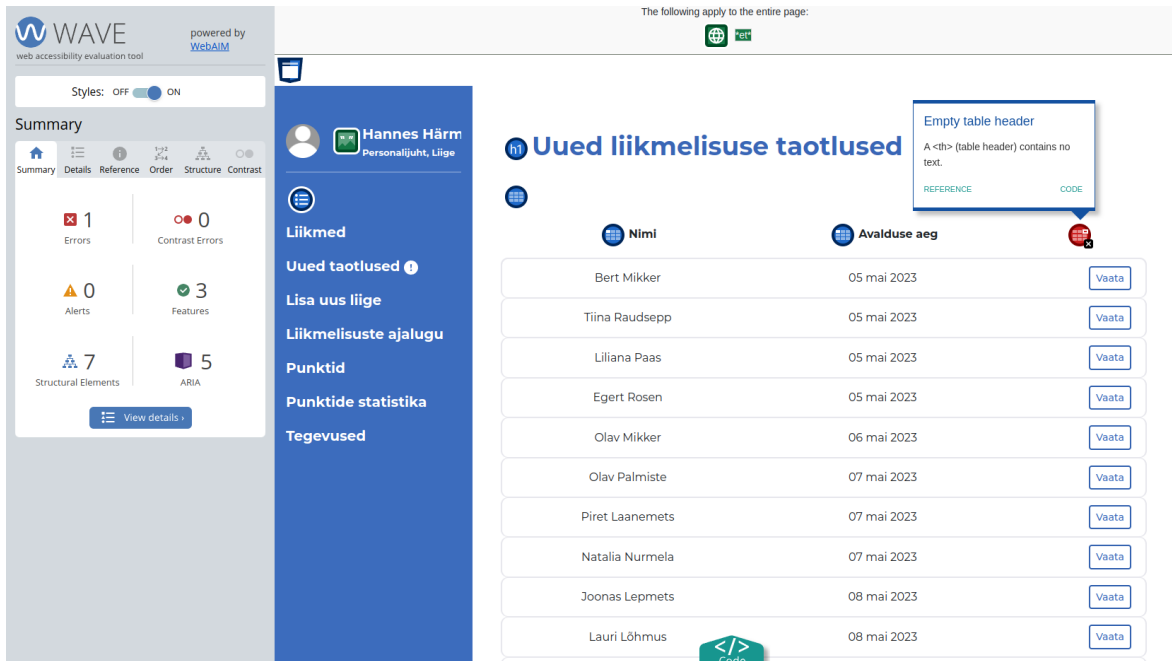 WAVE
web accessibility evaluation tool
powered by
WebAIM
Styles: OFF ON
Summary
Summary Details Reference Order Structure Contrast
1
Errors
0
Contrast Errors
0
Alerts
3
Features
7
Structural Elements
5
ARIA
View details ›
The following apply to the entire page:
*et*
Hannes Härm
Personalijuht, Liige
Liikmed
Uued taotlused
Lisa uus liige
Liikmelisuste ajalugu
Punktid
Punktide statistika
Tegevused
h1 Uued liikmelisuse taotlused
Empty table header
A <th> (table header) contains no
text.
REFERENCE CODE
Nimi Avalduse aeg
Bert Mikker 05 mai 2023 Vaata
Tiina Raudsepp 05 mai 2023 Vaata
Liliana Paas 05 mai 2023 Vaata
Egert Rosen 05 mai 2023 Vaata
Olav Mikker 06 mai 2023 Vaata
Olav Palmiste 07 mai 2023 Vaata
Piret Laanemets 07 mai 2023 Vaata
Natalia Nurmela 07 mai 2023 Vaata
Joonas Lepmets 08 mai 2023 Vaata
Lauri Lõhmus 08 mai 2023 Vaata
</>
Code